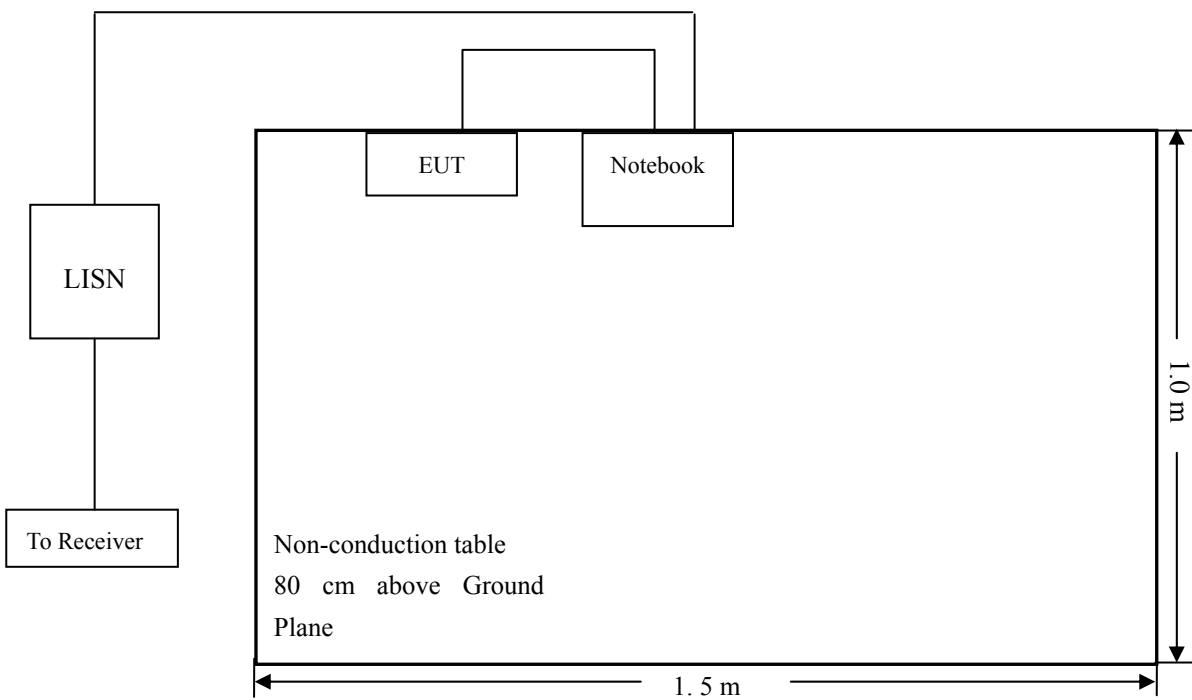 EUT
Notebook
LISN
To Receiver
Non-conduction table
80 cm above Ground
Plane
1.0 m
1. 5 m